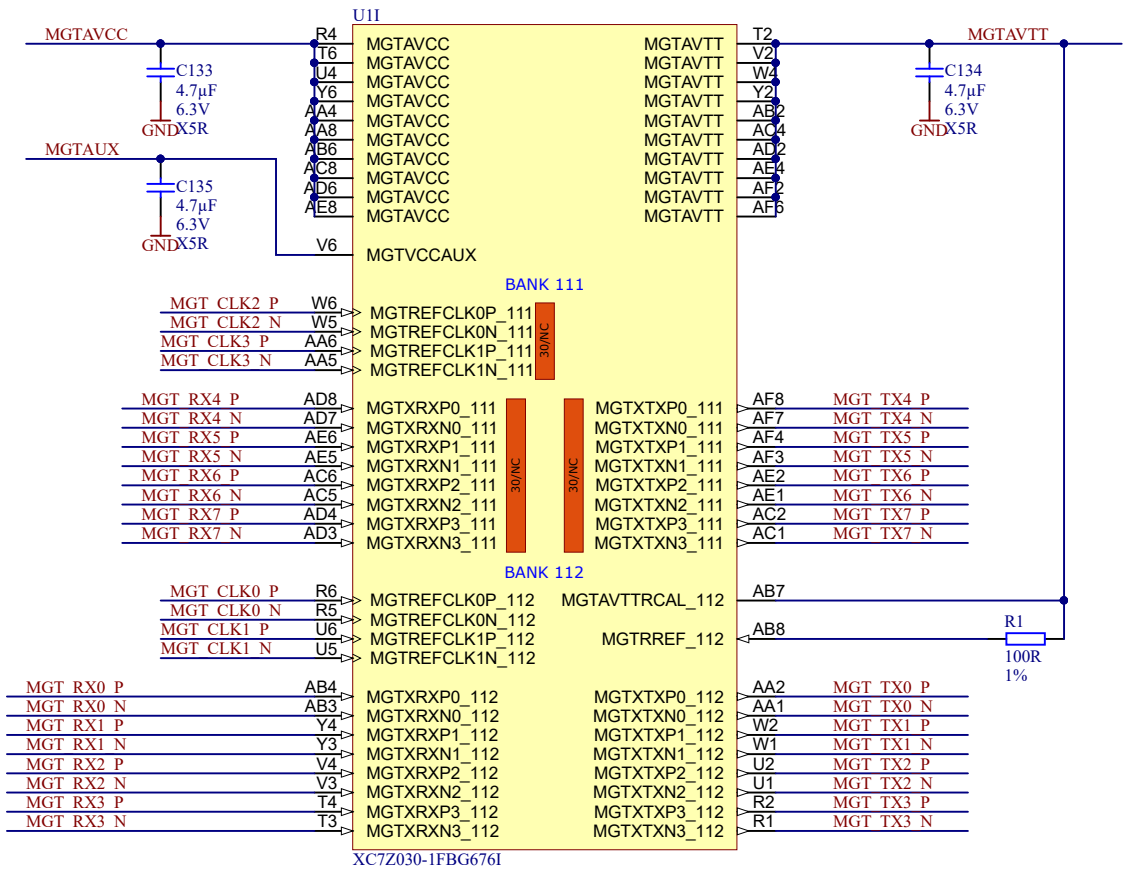 U1I
MGTAVCC R4 MGTAVCC MGTAVTT T2 MGTAVTT
T6 MGTAVCC MGTAVTT V2
C133 U4 MGTAVCC MGTAVTT W4 C134
4.7µF Y6 MGTAVCC MGTAVTT Y2 4.7µF
6.3V AA4 MGTAVCC MGTAVTT AB2 6.3V
GND X5R AA8 MGTAVCC MGTAVTT AC4 GND X5R
MGTAUX AB6 MGTAVCC MGTAVTT AD2
C135 AC8 MGTAVCC MGTAVTT AE4
4.7µF AD6 MGTAVCC MGTAVTT AF2
6.3V AE8 MGTAVCC MGTAVTT AF6
GND X5R V6 MGTVCCAUX
BANK 111
MGT_CLK2_P W6 MGTREFCLK0P_111
MGT_CLK2_N W5 MGTREFCLK0N_111
MGT_CLK3_P AA6 MGTREFCLK1P_111
MGT_CLK3_N AA5 MGTREFCLK1N_111
30/NC
MGT_RX4_P AD8 MGTXRXP0_111 MGTXTXP0_111 AF8 MGT_TX4_P
MGT_RX4_N AD7 MGTXRXN0_111 MGTXTXN0_111 AF7 MGT_TX4_N
MGT_RX5_P AE6 MGTXRXP1_111 MGTXTXP1_111 AF4 MGT_TX5_P
MGT_RX5_N AE5 MGTXRXN1_111 MGTXTXN1_111 AF3 MGT_TX5_N
MGT_RX6_P AC6 MGTXRXP2_111 MGTXTXP2_111 AE2 MGT_TX6_P
MGT_RX6_N AC5 MGTXRXN2_111 MGTXTXN2_111 AE1 MGT_TX6_N
MGT_RX7_P AD4 MGTXRXP3_111 MGTXTXP3_111 AC2 MGT_TX7_P
MGT_RX7_N AD3 MGTXRXN3_111 MGTXTXN3_111 AC1 MGT_TX7_N
30/NC 30/NC
BANK 112
MGT_CLK0_P R6 MGTREFCLK0P_112 MGTAVTTRCAL_112 AB7
MGT_CLK0_N R5 MGTREFCLK0N_112
MGT_CLK1_P U6 MGTREFCLK1P_112 MGTRREF_112 AB8 R1
MGT_CLK1_N U5 MGTREFCLK1N_112 100R
1%
MGT_RX0_P AB4 MGTXRXP0_112 MGTXTXP0_112 AA2 MGT_TX0_P
MGT_RX0_N AB3 MGTXRXN0_112 MGTXTXN0_112 AA1 MGT_TX0_N
MGT_RX1_P Y4 MGTXRXP1_112 MGTXTXP1_112 W2 MGT_TX1_P
MGT_RX1_N Y3 MGTXRXN1_112 MGTXTXN1_112 W1 MGT_TX1_N
MGT_RX2_P V4 MGTXRXP2_112 MGTXTXP2_112 U2 MGT_TX2_P
MGT_RX2_N V3 MGTXRXN2_112 MGTXTXN2_112 U1 MGT_TX2_N
MGT_RX3_P T4 MGTXRXP3_112 MGTXTXP3_112 R2 MGT_TX3_P
MGT_RX3_N T3 MGTXRXN3_112 MGTXTXN3_112 R1 MGT_TX3_N
XC7Z030-1FBG676I